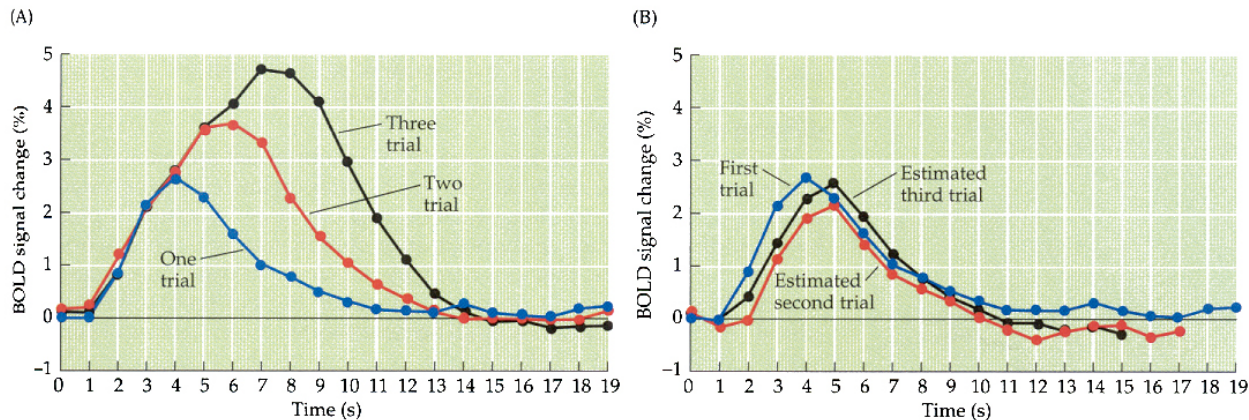 (A)
BOLD signal change (%)
5
4
3
2
1
0
–1
Three
trial
Two
trial
One
trial
0 1 2 3 4 5 6 7 8 9 10 11 12 13 14 15 16 17 18 19
Time (s)
(B)
BOLD signal change (%)
5
4
3
2
1
0
–1
First
trial
Estimated
third trial
Estimated
second trial
0 1 2 3 4 5 6 7 8 9 10 11 12 13 14 15 16 17 18 19
Time (s)